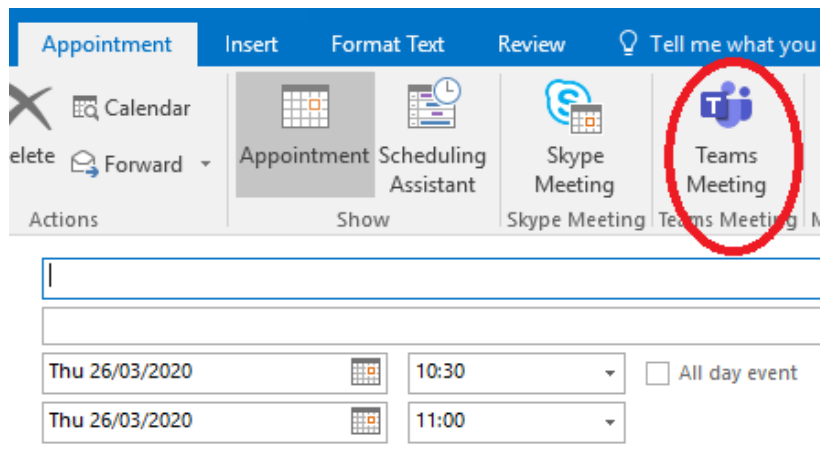 Appointment Insert Format Text Review Tell me what you
Calendar
elete Forward
Appointment Scheduling Assistant
Skype Meeting
Teams Meeting
Actions Show Skype Meeting Teams Meeting
Thu 26/03/2020 10:30 All day event
Thu 26/03/2020 11:00